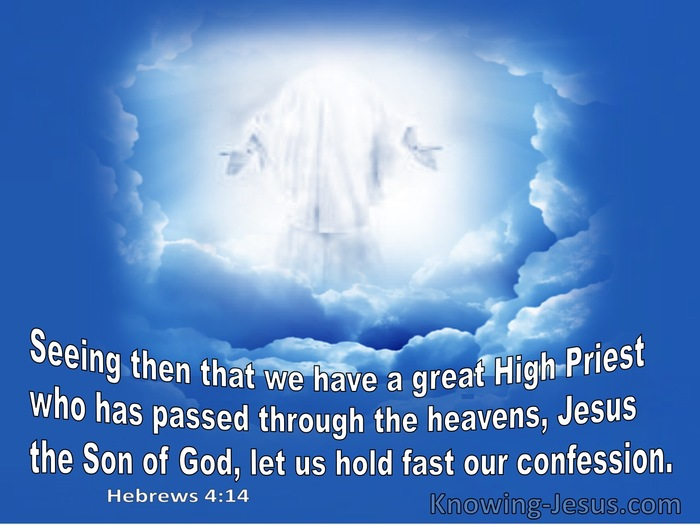 Seeing then that we have a great High Priest
who has passed through the heavens, Jesus
the Son of God, let us hold fast our confession.
Hebrews 4:14
Knowing-Jesus.com